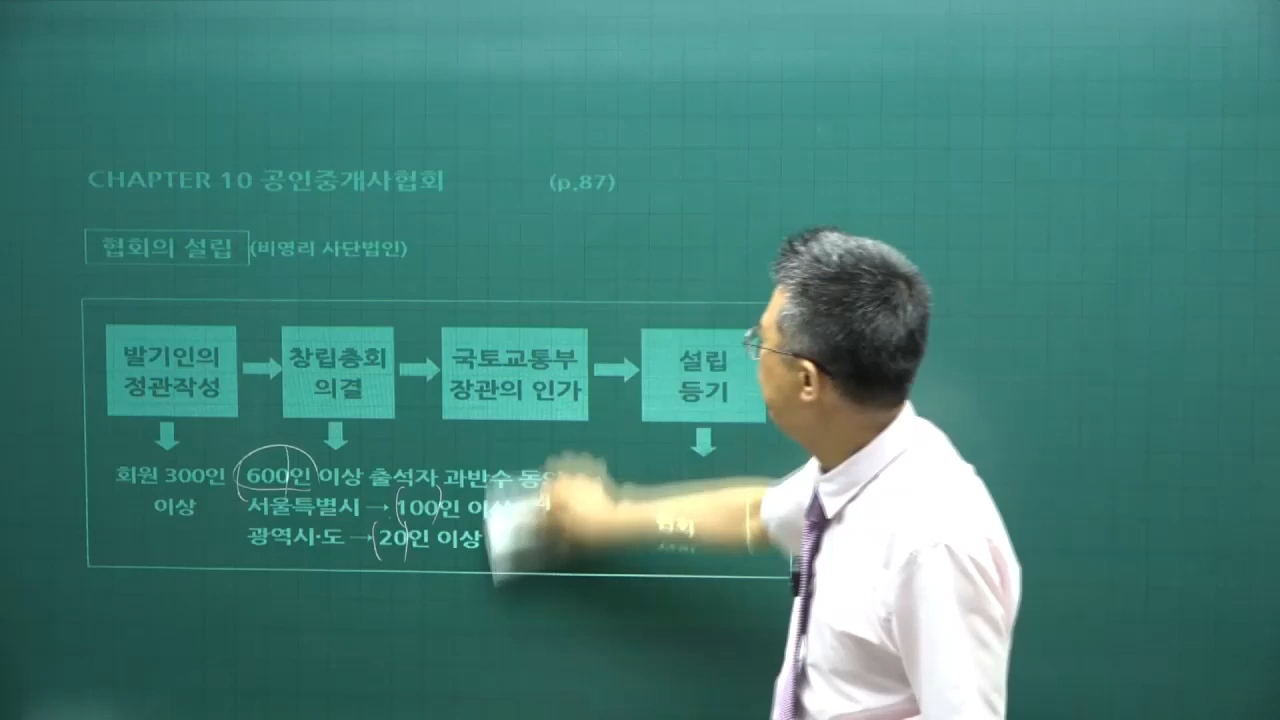 CHAPTER 10 공인중개사협회 (p.87)
협회의 설립 (비영리 사단법인)
발기인의
정관작성
창립총회
의결
국토교통부
장관의 인가
설립
등기
회원 300인
이상
600인 이상 출석자 과반수
서울특별시 → 100인
광역시·도 → 20인 이상
협회